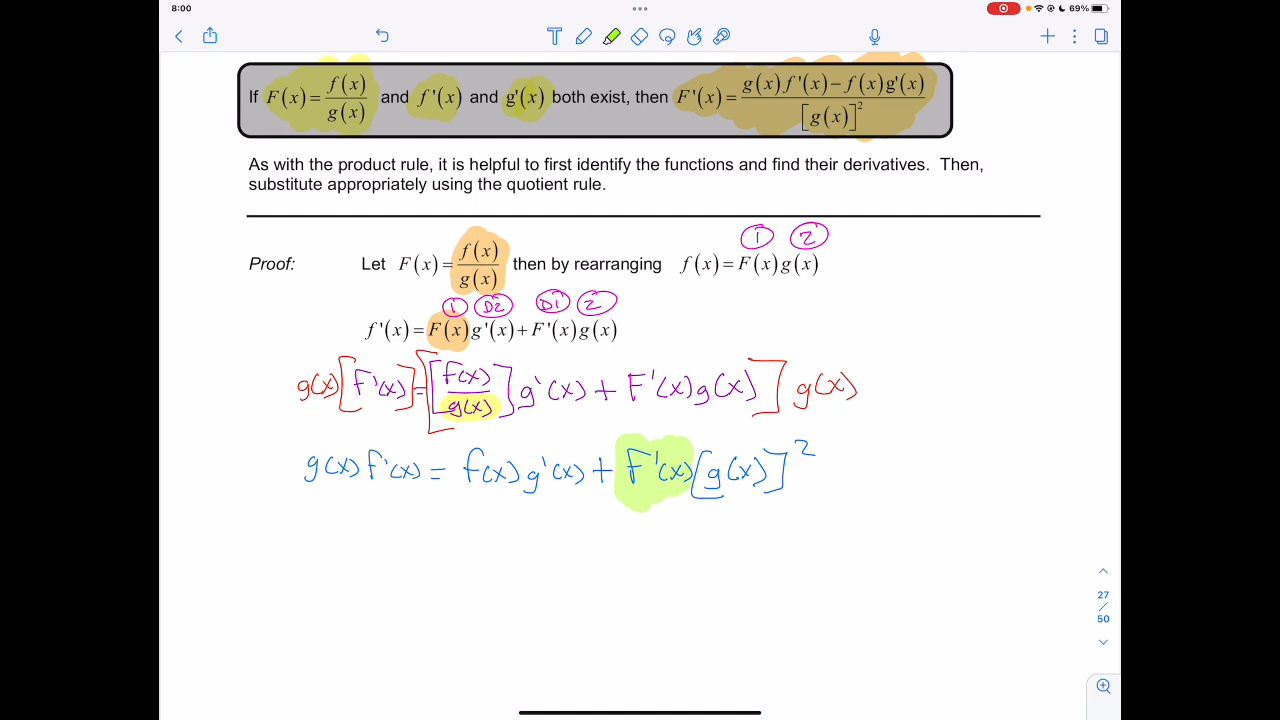 8:00
69%
If F(x) = f(x)/g(x) and f'(x) and g'(x) both exist, then F'(x) = (g(x)f'(x) − f(x)g'(x))/[g(x)]²
As with the product rule, it is helpful to first identify the functions and find their derivatives. Then,
substitute appropriately using the quotient rule.
① ②
Proof: Let F(x) = f(x)/g(x) then by rearranging f(x) = F(x)g(x)
① D2 D1 ②
f'(x) = F(x)g'(x) + F'(x)g(x)
g(x)[f'(x)] = [[f(x)/g(x)] g'(x) + F'(x)g(x)] g(x)
g(x)f'(x) = f(x)g'(x) + F'(x)[g(x)]²
27
/
50